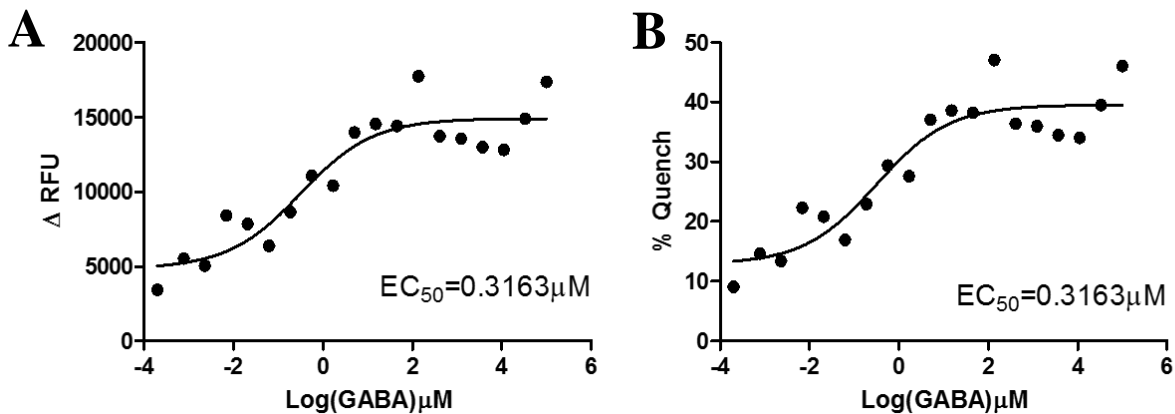 A
20000
15000
10000
5000
0
Δ RFU
-4 -2 0 2 4 6
Log(GABA)μM
EC50=0.3163μM
B
50
40
30
20
10
0
% Quench
-4 -2 0 2 4 6
Log(GABA)μM
EC50=0.3163μM